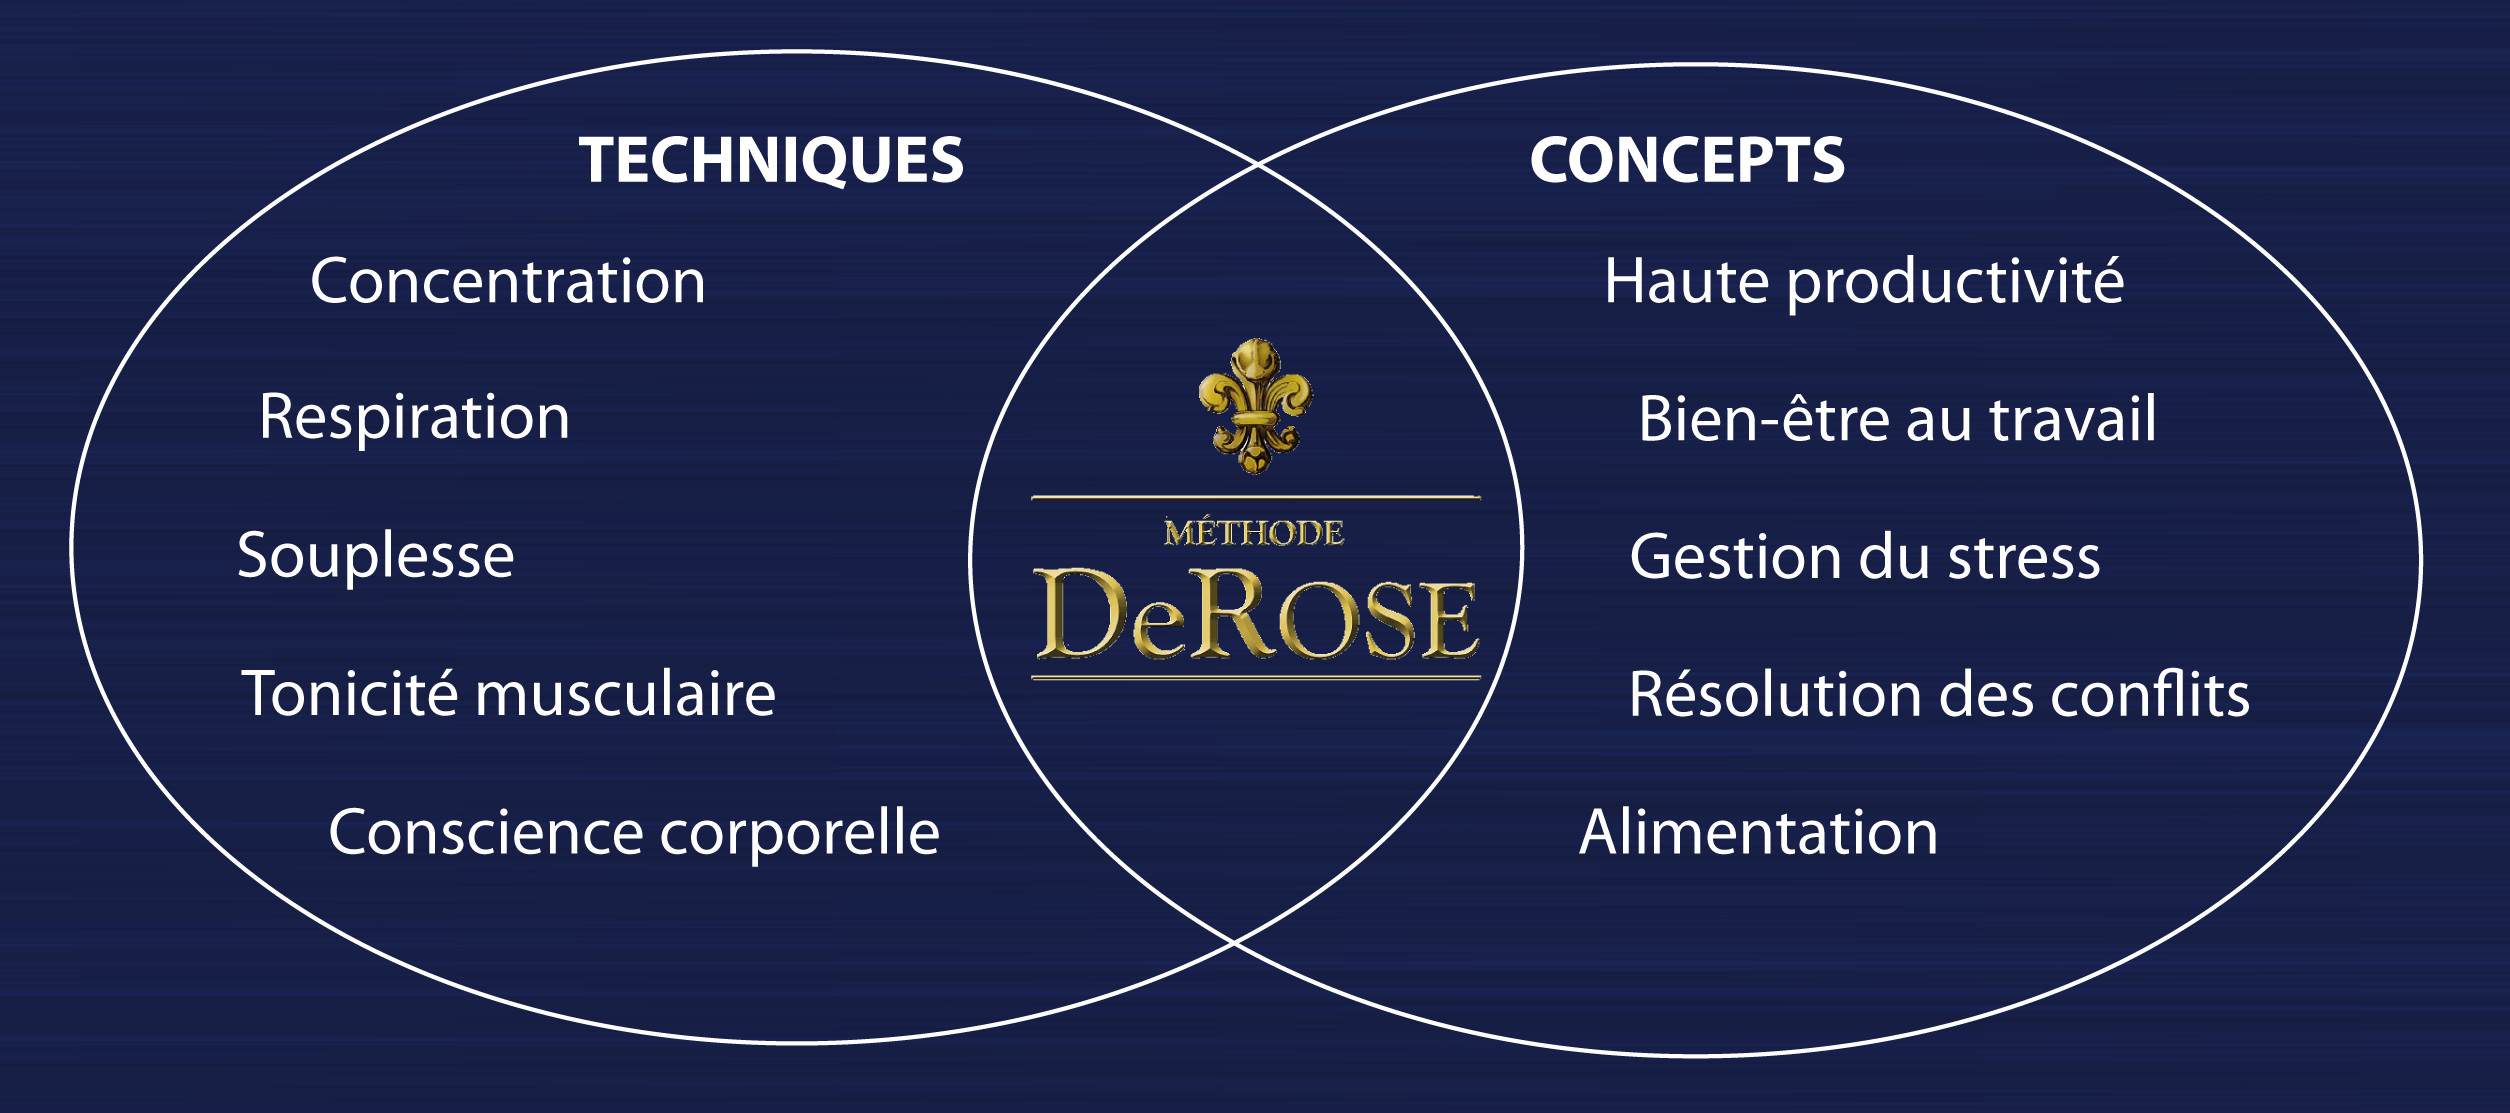 TECHNIQUES
Concentration
Respiration
Souplesse
Tonicité musculaire
Conscience corporelle
MÉTHODE
DeROSE
CONCEPTS
Haute productivité
Bien-être au travail
Gestion du stress
Résolution des conflits
Alimentation